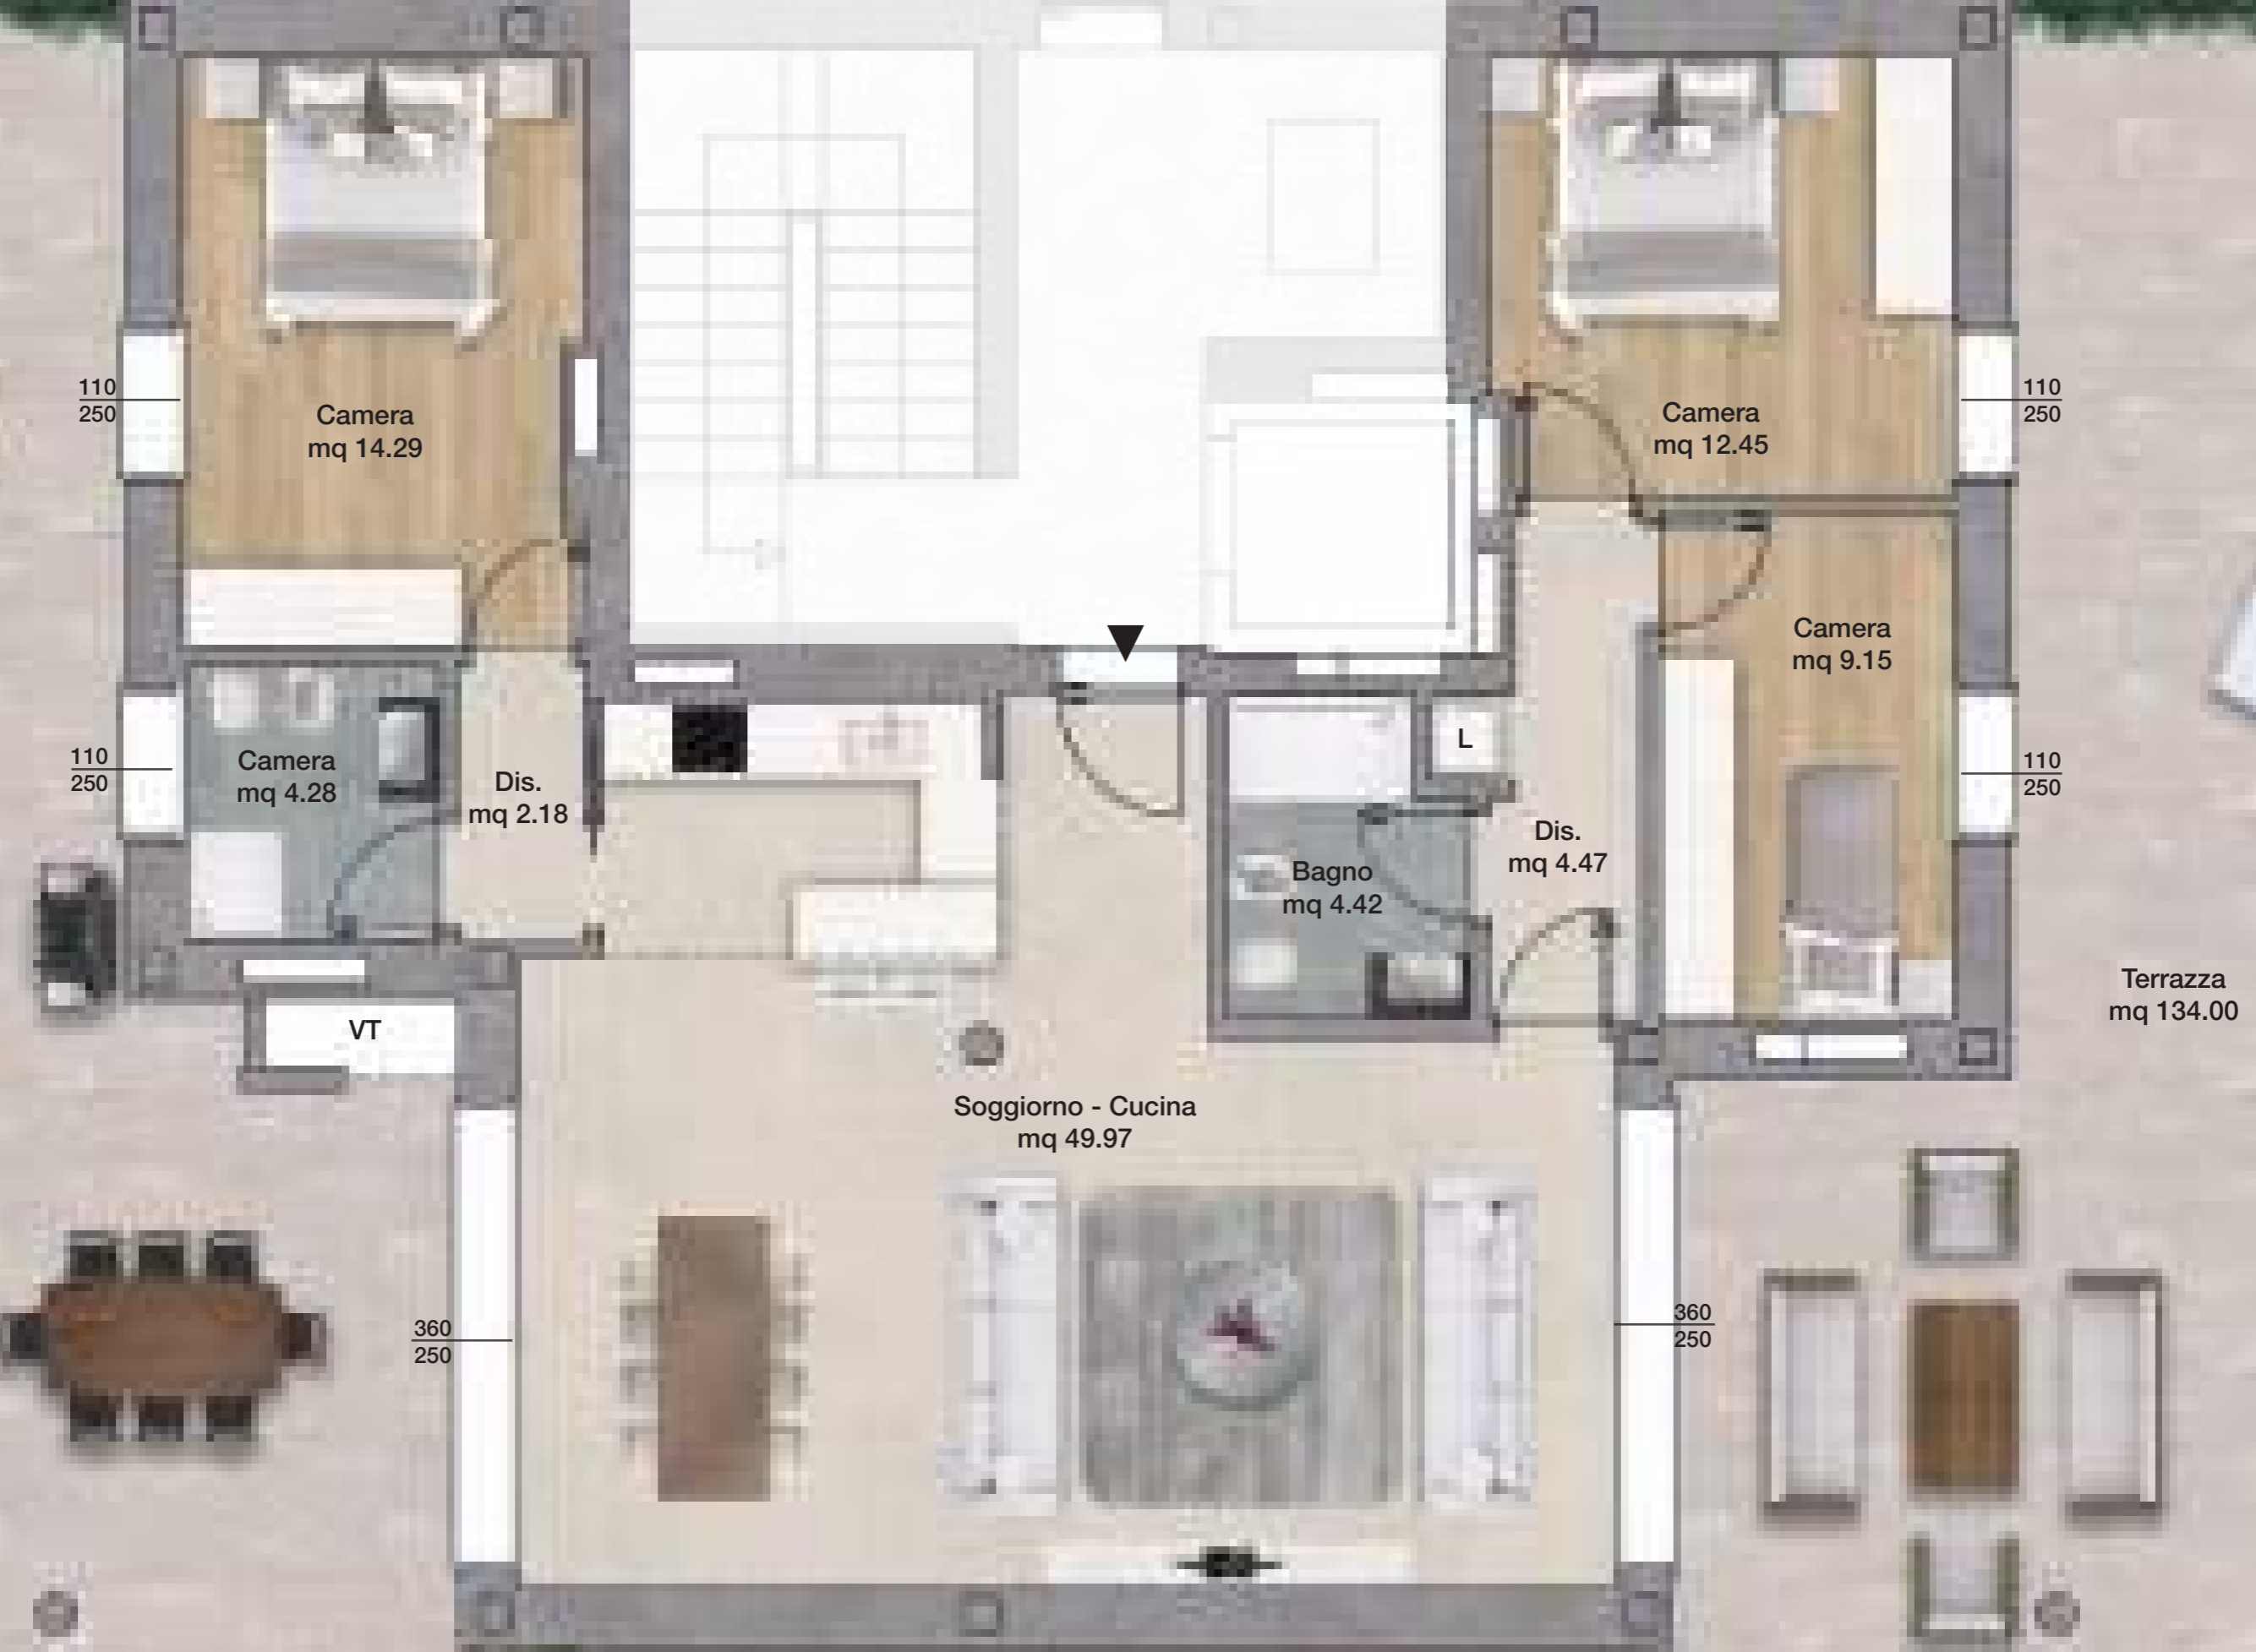 110
250
Camera
mq 14.29
Camera
mq 12.45
110
250
Camera
mq 9.15
110
250
Camera
mq 4.28
Dis.
mq 2.18
L
110
250
Dis.
mq 4.47
Bagno
mq 4.42
Terrazza
mq 134.00
VT
Soggiorno - Cucina
mq 49.97
360
250
360
250